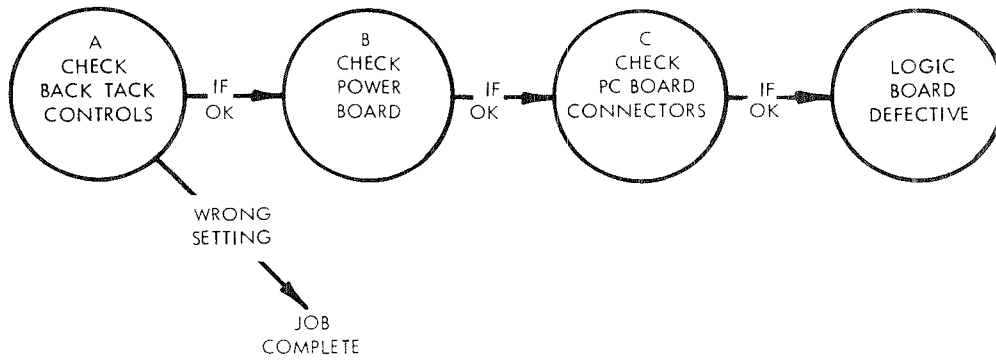 A
CHECK
BACK TACK
CONTROLS
IF
OK
B
CHECK
POWER
BOARD
IF
OK
C
CHECK
PC BOARD
CONNECTORS
IF
OK
LOGIC
BOARD
DEFECTIVE
WRONG
SETTING
JOB
COMPLETE